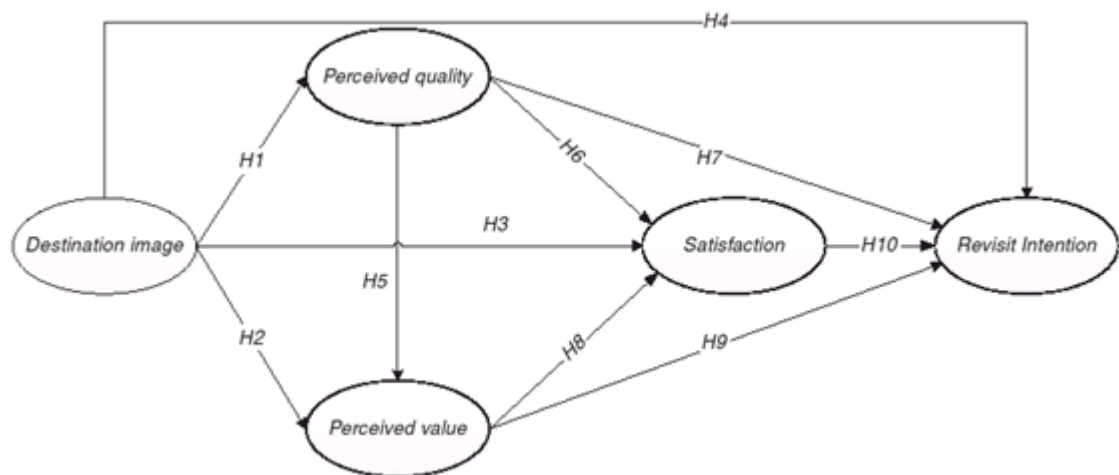 H4
Perceived quality
H1
H6
H7
Destination image
H3
Satisfaction
H10
Revisit Intention
H5
H2
H8
H9
Perceived value